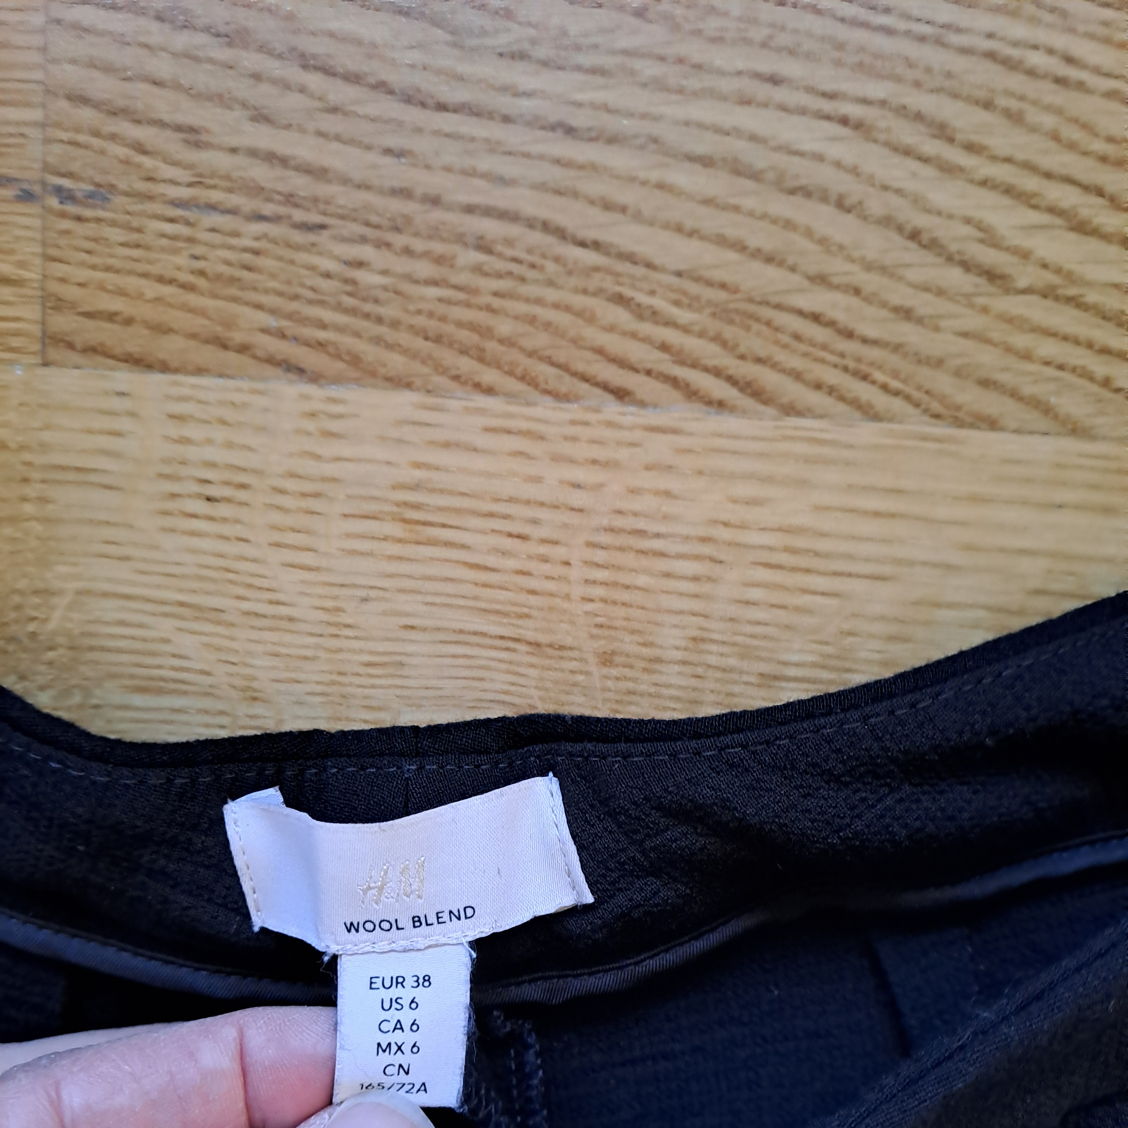 H&M
WOOL BLEND
EUR 38
US 6
CA 6
MX 6
CN
165/72A